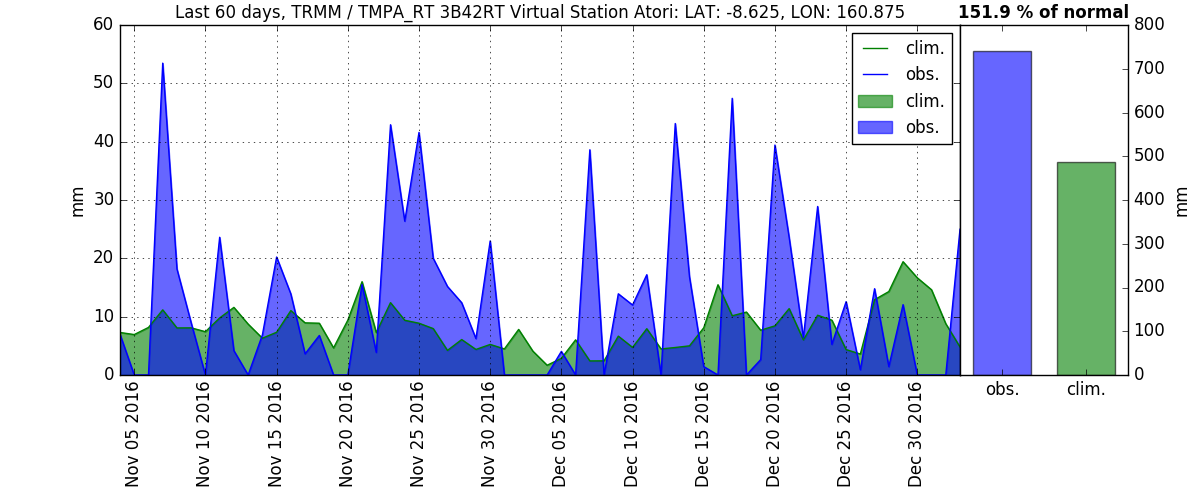 Last 60 days, TRMM / TMPA_RT 3B42RT Virtual Station Atori: LAT: -8.625, LON: 160.875
151.9 % of normal
60
50
40
30
20
10
0
mm
clim.
obs.
clim.
obs.
Nov 05 2016
Nov 10 2016
Nov 15 2016
Nov 20 2016
Nov 25 2016
Nov 30 2016
Dec 05 2016
Dec 10 2016
Dec 15 2016
Dec 20 2016
Dec 25 2016
Dec 30 2016
800
700
600
500
400
300
200
100
0
mm
obs.
clim.